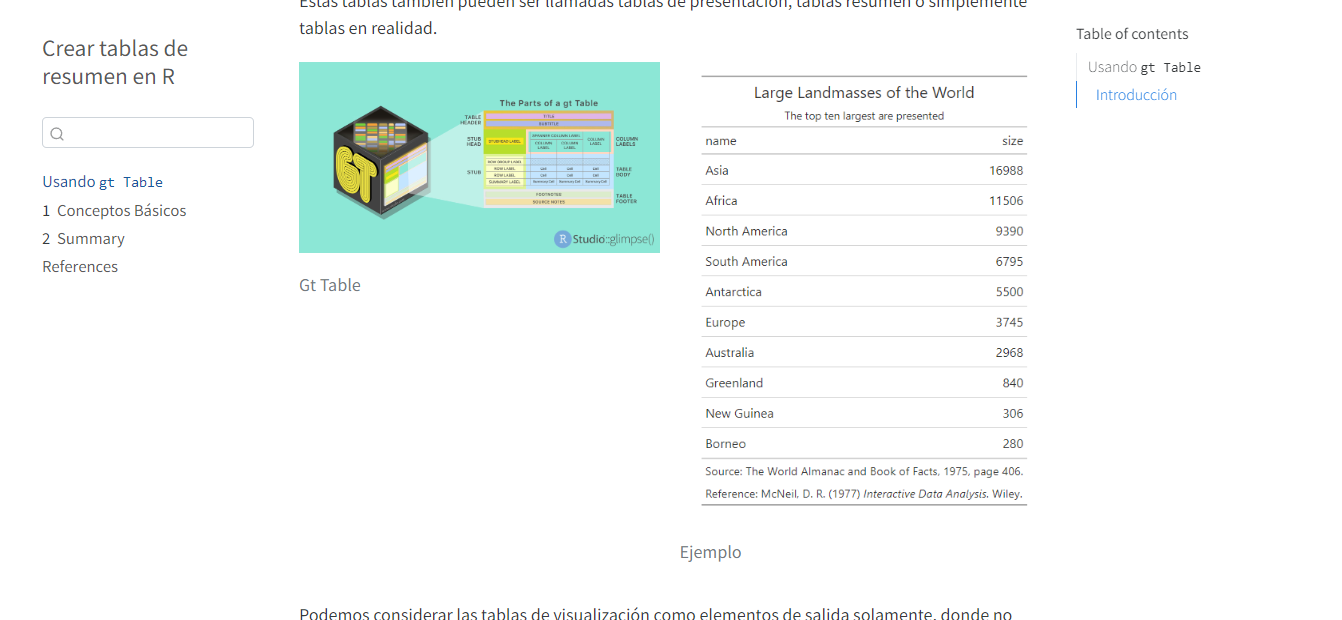 Estas tablas también pueden ser llamadas tablas de presentación, tablas resumen o simplemente
tablas en realidad.
Crear tablas de
resumen en R
Usando gt Table
1 Conceptos Básicos
2 Summary
References
The Parts of a gt Table
TABLE
HEADER
TITLE
SUBTITLE
STUB
HEAD
STUBHEAD LABEL
SPANNER COLUMN LABEL
COLUMN
LABEL
COLUMN
LABEL
COLUMN
LABEL
COLUMN
LABELS
STUB
ROW GROUP LABEL
ROW LABEL Cell Cell Cell
ROW LABEL Cell Cell Cell
SUMMARY LABEL Summary Cell Summary Cell Summary Cell
TABLE
BODY
FOOTNOTES
SOURCE NOTES
TABLE
FOOTER
GT
R Studio::glimpse()
Gt Table
Large Landmasses of the World
The top ten largest are presented
name size
Asia 16988
Africa 11506
North America 9390
South America 6795
Antarctica 5500
Europe 3745
Australia 2968
Greenland 840
New Guinea 306
Borneo 280
Source: The World Almanac and Book of Facts, 1975, page 406.
Reference: McNeil, D. R. (1977) Interactive Data Analysis. Wiley.
Ejemplo
Podemos considerar las tablas de visualización como elementos de salida solamente, donde no
Table of contents
Usando gt Table
Introducción